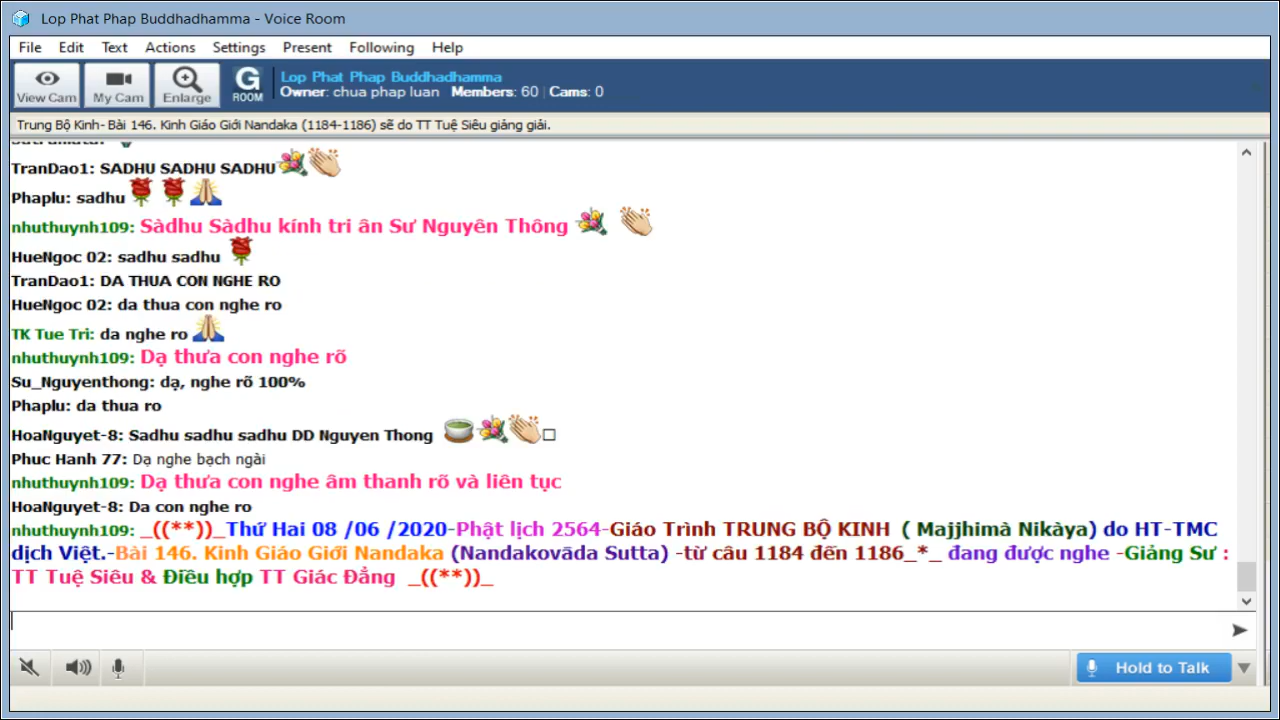 Lop Phat Phap Buddhadhamma - Voice Room
File Edit Text Actions Settings Present Following Help
View Cam My Cam Enlarge G ROOM
Lop Phat Phap Buddhadhamma
Owner: chua phap luan Members: 60 Cams: 0
Trung Bộ Kinh- Bài 146. Kinh Giáo Giới Nandaka (1184-1186) sẽ do TT Tuệ Siêu giảng giải.
TranDao1: SADHU SADHU SADHU
Phaplu: sadhu
nhuthuynh109: Sàdhu Sàdhu kính tri ân Sư Nguyên Thông
HueNgoc 02: sadhu sadhu
TranDao1: DA THUA CON NGHE RO
HueNgoc 02: da thua con nghe ro
TK Tue Tri: da nghe ro
nhuthuynh109: Dạ thưa con nghe rõ
Su_Nguyenthong: dạ, nghe rõ 100%
Phaplu: da thua ro
HoaNguyet-8: Sadhu sadhu sadhu DD Nguyen Thong
Phuc Hanh 77: Dạ nghe bạch ngài
nhuthuynh109: Dạ thưa con nghe âm thanh rõ và liên tục
HoaNguyet-8: Da con nghe ro
nhuthuynh109: _((**))_Thứ Hai 08 /06 /2020-Phật lịch 2564-Giáo Trình TRUNG BỘ KINH ( Majjhimà Nikàya) do HT-TMC
dịch Việt.-Bài 146. Kinh Giáo Giới Nandaka (Nandakovāda Sutta) -từ câu 1184 đến 1186_*_ đang được nghe -Giảng Sư :
TT Tuệ Siêu & Điều hợp TT Giác Đẳng _((**))_
Hold to Talk